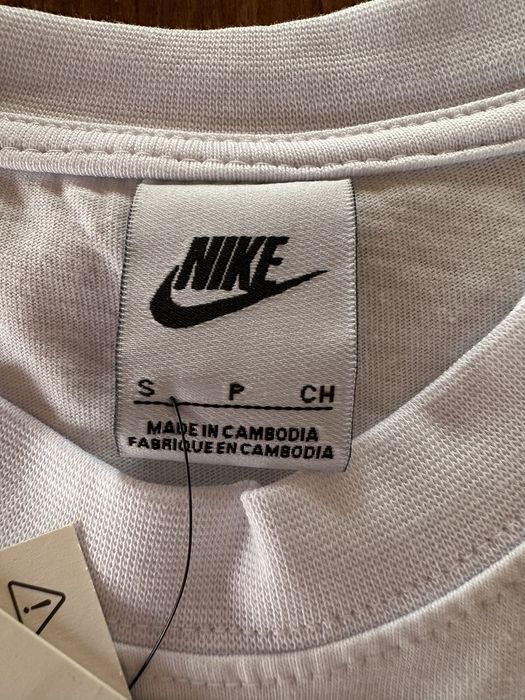 NIKE
S P CH
MADE IN CAMBODIA
FABRIQUE EN CAMBODIA